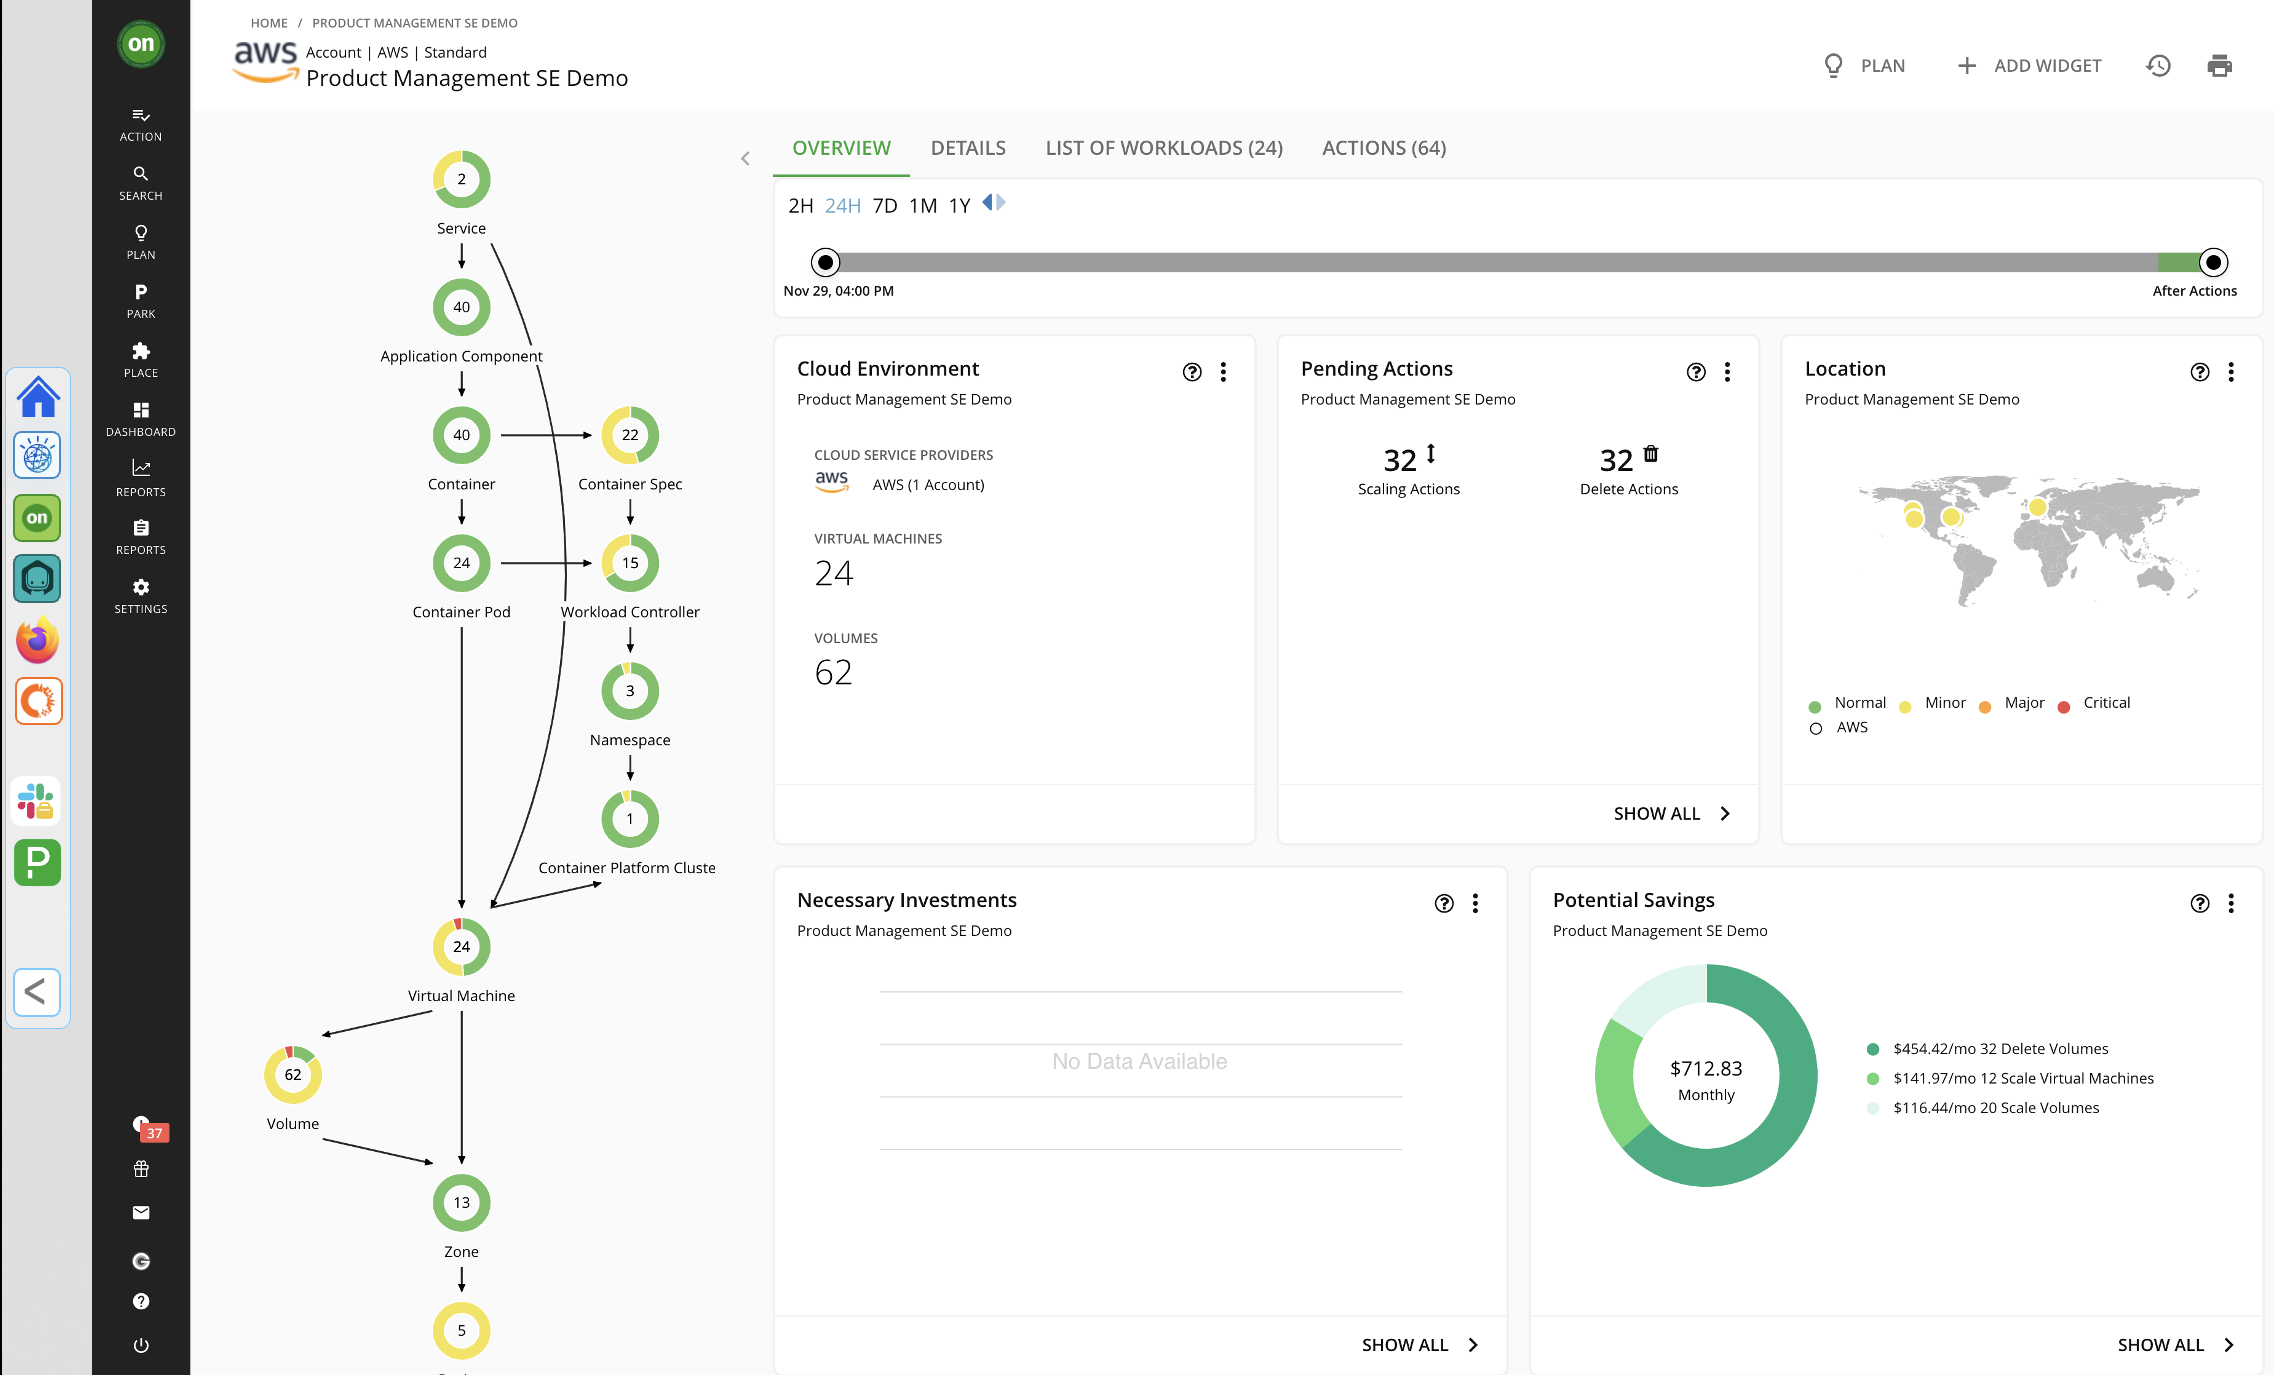 on
ACTION
SEARCH
PLAN
P
PARK
PLACE
DASHBOARD
REPORTS
REPORTS
SETTINGS
37
on
P
HOME / PRODUCT MANAGEMENT SE DEMO
aws
Account | AWS | Standard
Product Management SE Demo
PLAN
ADD WIDGET
2
Service
40
Application Component
40
Container
22
Container Spec
24
Container Pod
15
Workload Controller
3
Namespace
1
Container Platform Cluste
24
Virtual Machine
62
Volume
13
Zone
5
OVERVIEW
DETAILS
LIST OF WORKLOADS (24)
ACTIONS (64)
2H 24H 7D 1M 1Y
Nov 29, 04:00 PM
After Actions
Cloud Environment
Product Management SE Demo
CLOUD SERVICE PROVIDERS
aws
AWS (1 Account)
VIRTUAL MACHINES
24
VOLUMES
62
Pending Actions
Product Management SE Demo
32
Scaling Actions
32
Delete Actions
SHOW ALL
Location
Product Management SE Demo
Normal Minor Major Critical
AWS
Necessary Investments
Product Management SE Demo
No Data Available
SHOW ALL
Potential Savings
Product Management SE Demo
$712.83
Monthly
$454.42/mo 32 Delete Volumes
$141.97/mo 12 Scale Virtual Machines
$116.44/mo 20 Scale Volumes
SHOW ALL